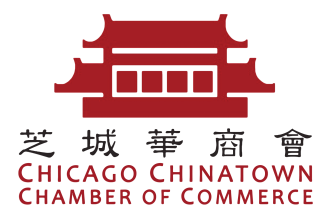 芝城華商會
CHICAGO CHINATOWN
CHAMBER OF COMMERCE